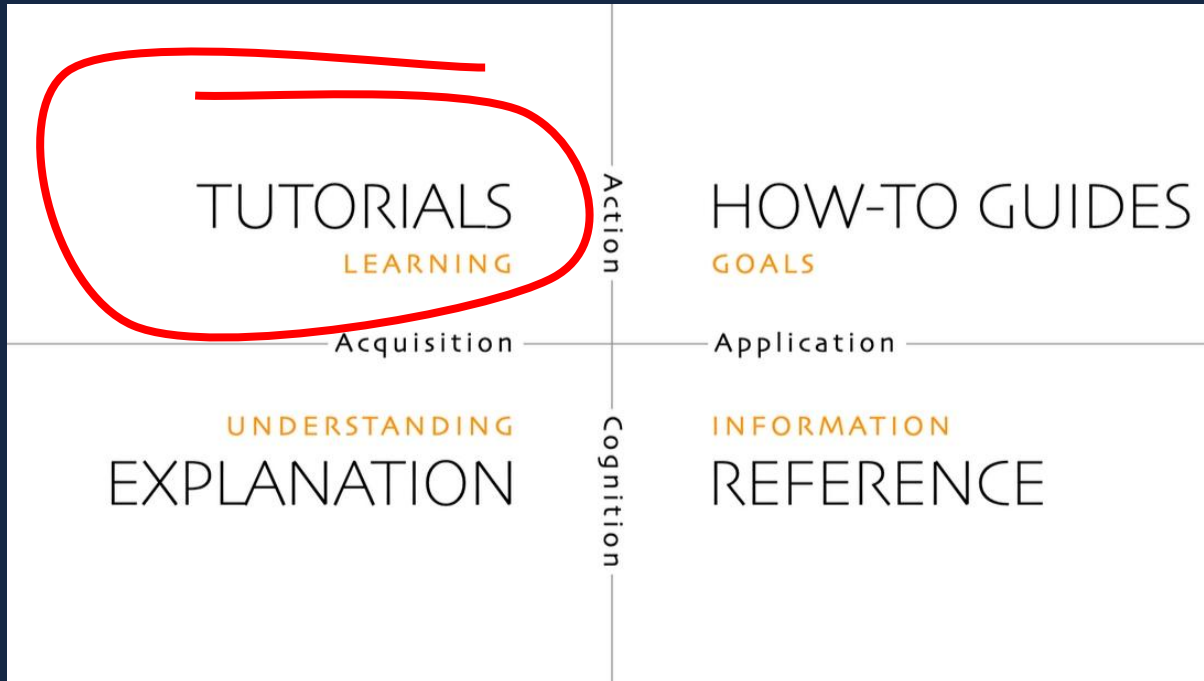 TUTORIALS
LEARNING
Action
HOW-TO GUIDES
GOALS
Acquisition
Application
UNDERSTANDING
EXPLANATION
Cognition
INFORMATION
REFERENCE